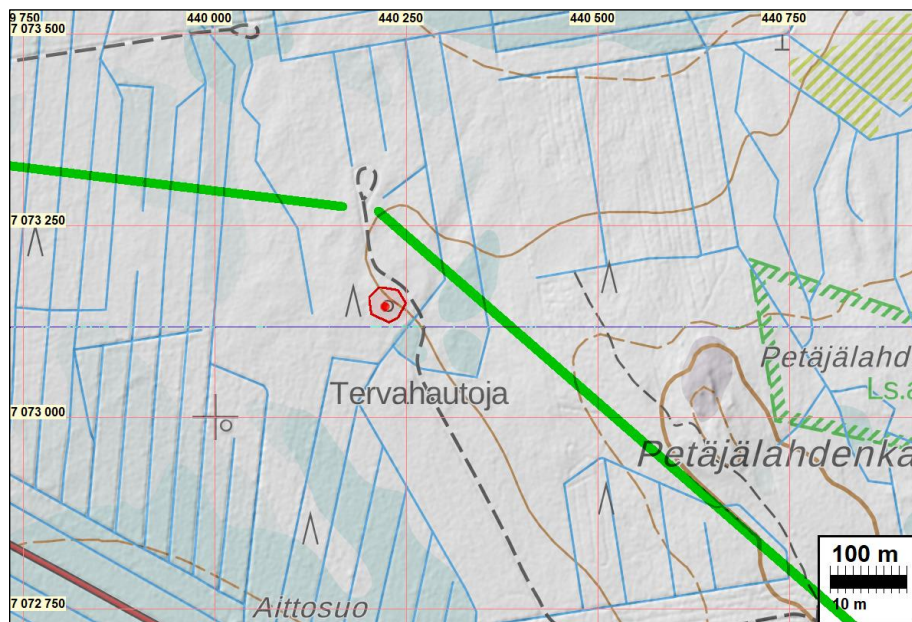 9 750
440 000
440 250
440 500
440 750
7 073 500
7 073 250
Petäjälahd
Ls.a
Tervahautoja
7 073 000
Petäjälahdenka
100 m
10 m
7 072 750
Aittosuo